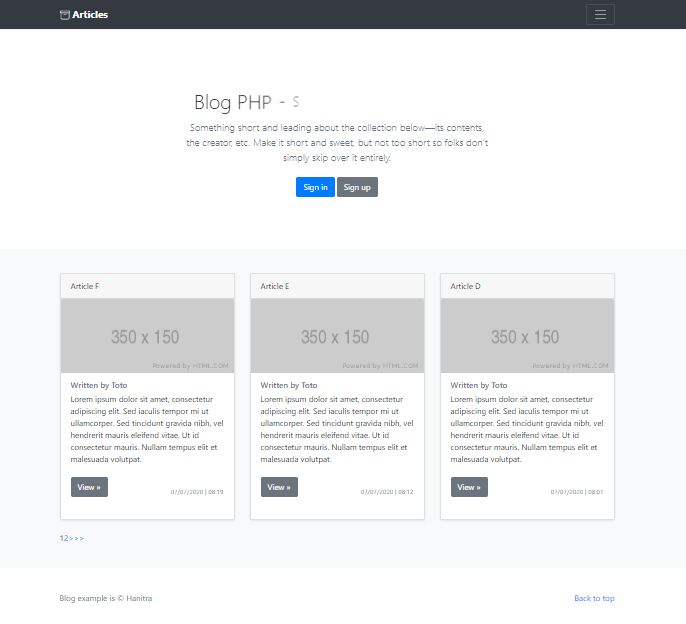 Articles
Blog PHP - S
Something short and leading about the collection below—its contents,
the creator, etc. Make it short and sweet, but not too short so folks don't
simply skip over it entirely.
Sign in Sign up
Article F
350 x 150
Powered by HTML.COM
Written by Toto
Lorem ipsum dolor sit amet, consectetur
adipiscing elit. Sed iaculis tempor mi ut
ullamcorper. Sed tincidunt gravida nibh, vel
hendrerit mauris eleifend vitae. Ut id
consectetur mauris. Nullam tempus elit et
malesuada volutpat.
View »
07/07/2020 | 08:19
Article E
350 x 150
Powered by HTML.COM
Written by Toto
Lorem ipsum dolor sit amet, consectetur
adipiscing elit. Sed iaculis tempor mi ut
ullamcorper. Sed tincidunt gravida nibh, vel
hendrerit mauris eleifend vitae. Ut id
consectetur mauris. Nullam tempus elit et
malesuada volutpat.
View »
07/07/2020 | 08:12
Article D
350 x 150
Powered by HTML.COM
Written by Toto
Lorem ipsum dolor sit amet, consectetur
adipiscing elit. Sed iaculis tempor mi ut
ullamcorper. Sed tincidunt gravida nibh, vel
hendrerit mauris eleifend vitae. Ut id
consectetur mauris. Nullam tempus elit et
malesuada volutpat.
View »
07/07/2020 | 08:01
12>>>
Blog example is © Hanitra
Back to top